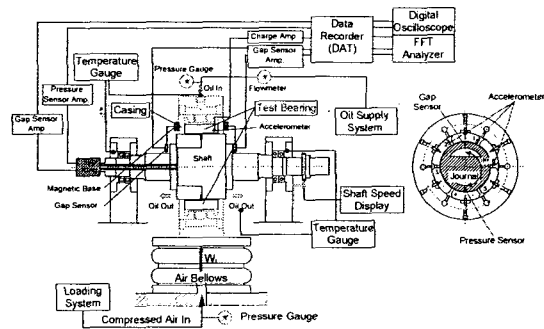 Digital
Oscilloscope
FFT
Analyzer
Data
Recorder
(DAT)
Charge Amp
Gap Sensor
Amp.
Temperature
Gauge
Pressure Gauge
Oil In
Flowmeter
Pressure
Sensor Amp
Casing
Test Bearing
Oil Supply
System
Gap Sensor
Amp
Accelerometer
Shaft
Magnetic Base
Gap Sensor
Oil Out
Oil Out
Shaft Speed
Display
Temperature
Gauge
W
Air Bellows
Loading
System
Compressed Air In
Pressure Gauge
Gap
Sensor
Accelerometer
Journal
Pressure Sensor